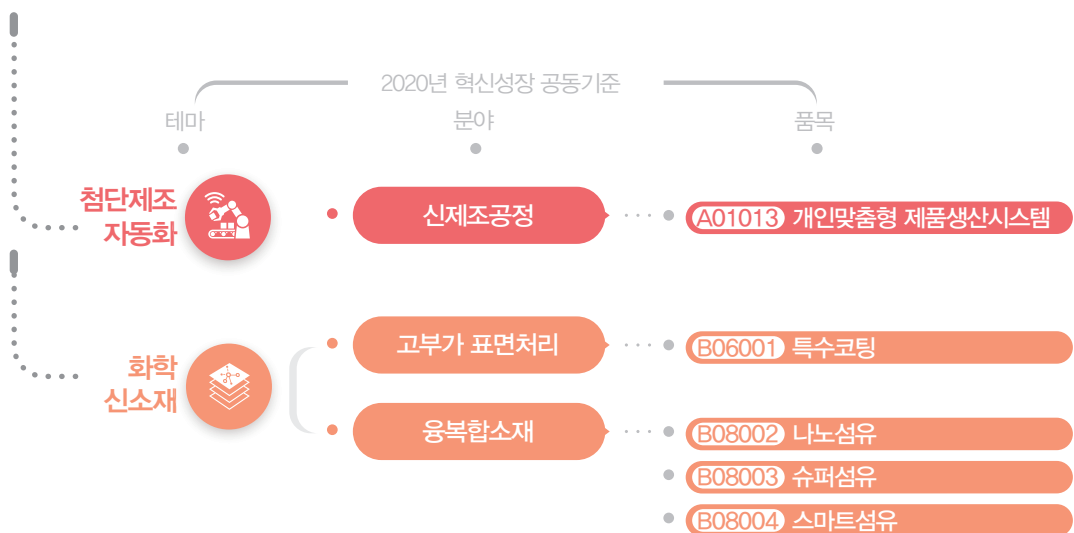 2020년 혁신성장 공동기준
테마
분야
품목
첨단제조
자동화
신제조공정
A01013 개인맞춤형 제품생산시스템
화학
신소재
고부가 표면처리
B06001 특수코팅
융복합소재
B08002 나노섬유
B08003 슈퍼섬유
B08004 스마트섬유